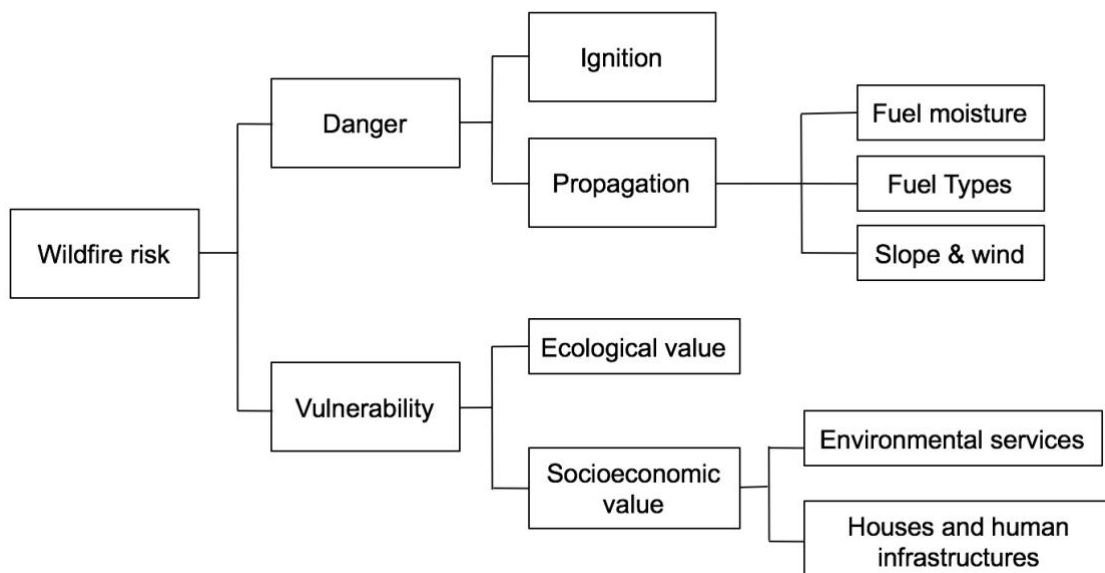 Ignition
Danger
Fuel moisture
Propagation
Fuel Types
Wildfire risk
Slope & wind
Ecological value
Vulnerability
Environmental services
Socioeconomic
value
Houses and human
infrastructures